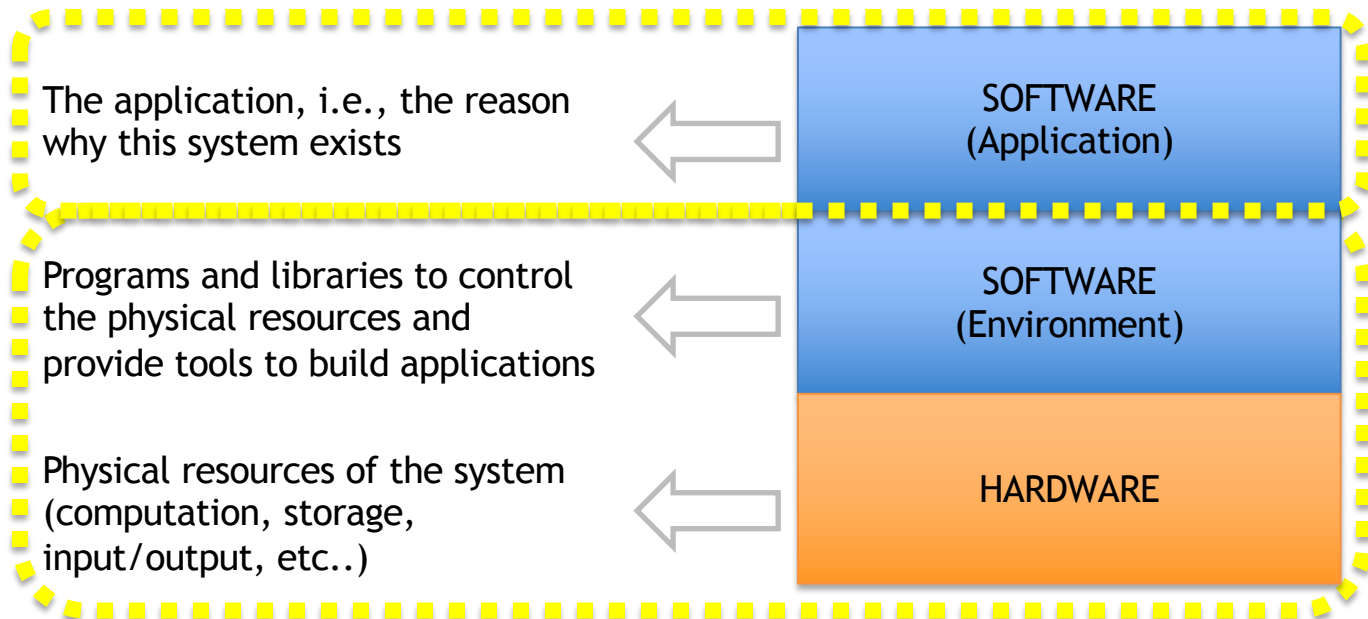 The application, i.e., the reason
why this system exists
SOFTWARE
(Application)
Programs and libraries to control
the physical resources and
provide tools to build applications
SOFTWARE
(Environment)
Physical resources of the system
(computation, storage,
input/output, etc..)
HARDWARE